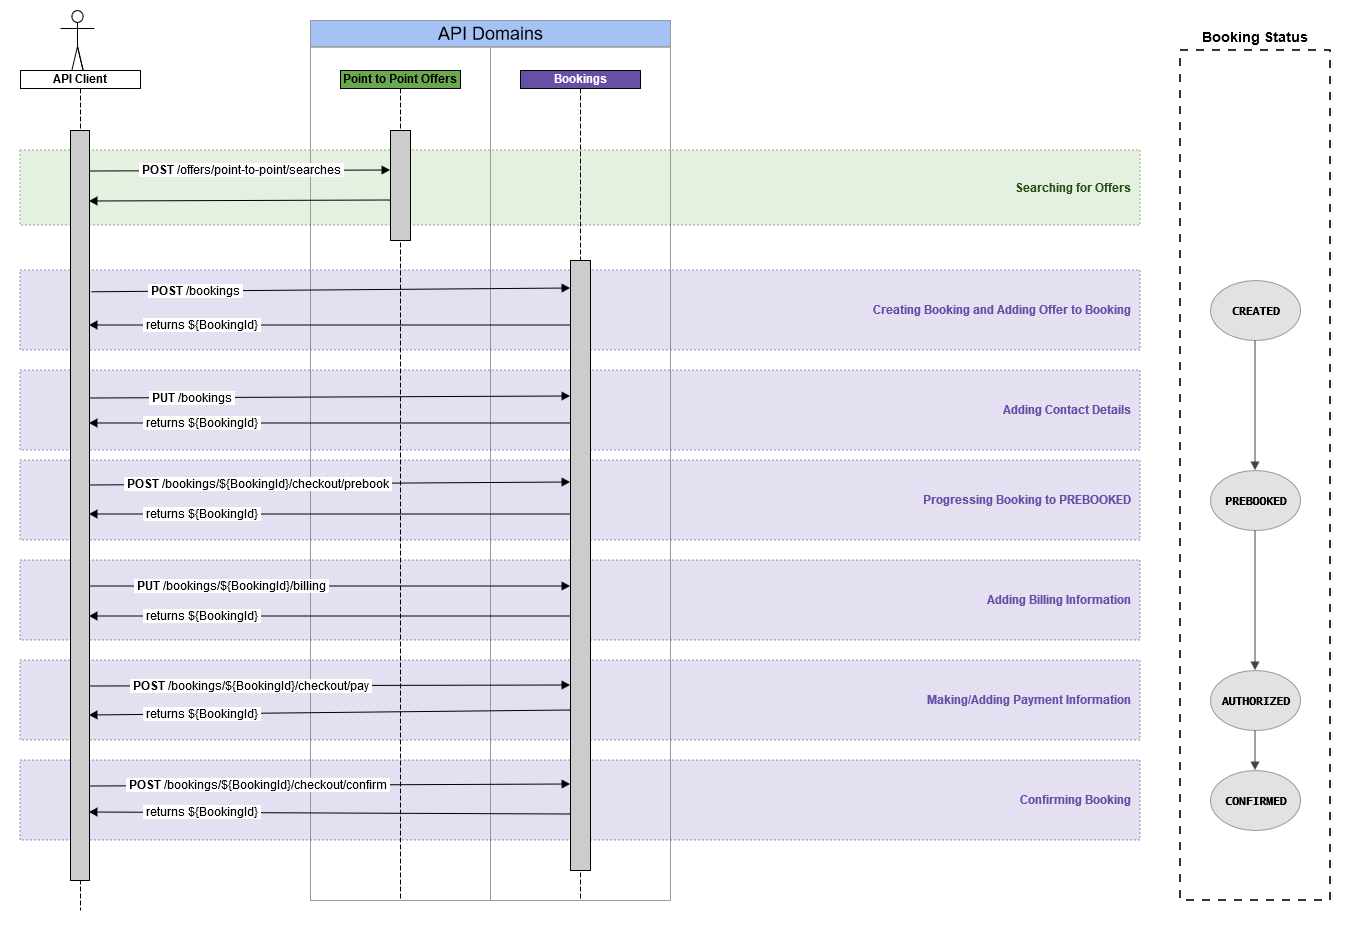 API Domains
Booking Status
API Client
Point to Point Offers
Bookings
POST /offers/point-to-point/searches
Searching for Offers
POST /bookings
returns ${BookingId}
Creating Booking and Adding Offer to Booking
CREATED
PUT /bookings
returns ${BookingId}
Adding Contact Details
POST /bookings/${BookingId}/checkout/prebook
returns ${BookingId}
Progressing Booking to PREBOOKED
PREBOOKED
PUT /bookings/${BookingId}/billing
returns ${BookingId}
Adding Billing Information
POST /bookings/${BookingId}/checkout/pay
returns ${BookingId}
Making/Adding Payment Information
AUTHORIZED
POST /bookings/${BookingId}/checkout/confirm
returns ${BookingId}
Confirming Booking
CONFIRMED